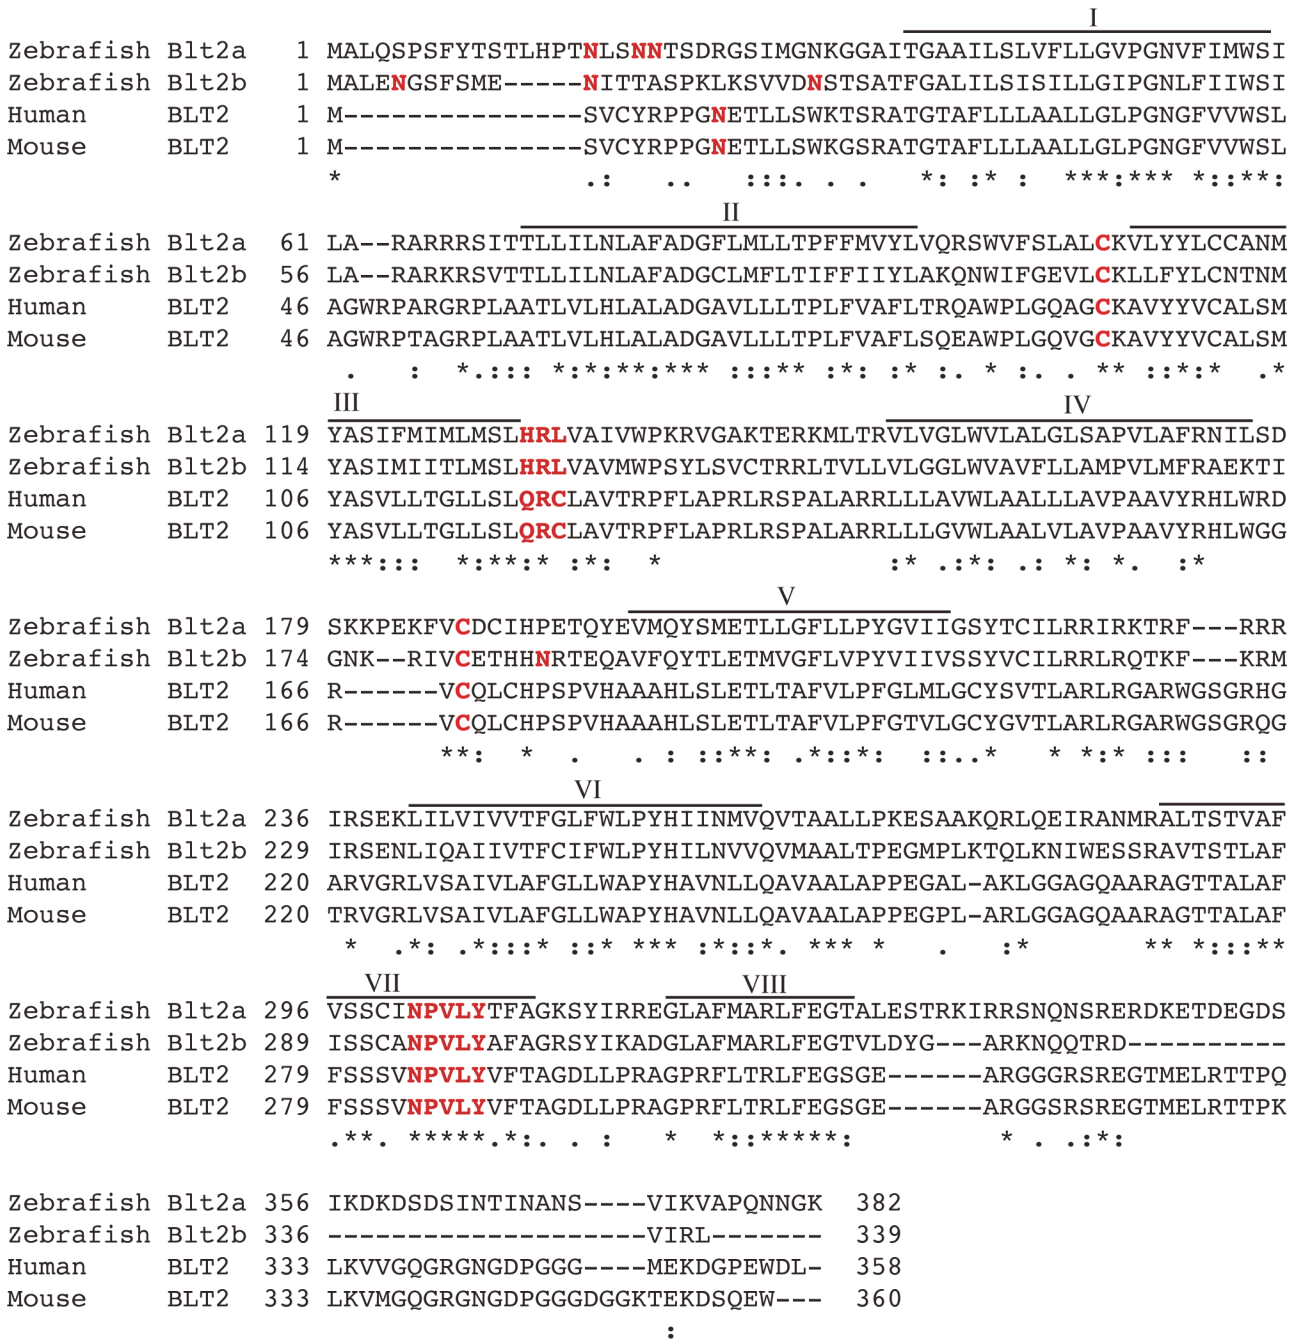 I
Zebrafish Blt2a 1 MALQSPSFYTSTLHPTNLSNNTSDRGSIMGNKGGAITGAAILSLVFLLGVPGNVFIMWSI
Zebrafish Blt2b 1 MALENGSFSME-----NITTASPKLKSVVDNSTSATFGALILSISISLLGIPGNLFIIWSI
Human BLT2 1 M---------------SVCYRPPGNETLLSWKTSRATGTAFLLLAALLGLPGNGFVVWSL
Mouse BLT2 1 M---------------SVCYRPPGNETLLSWKGSRATGTAFLLLAALLGLPGNGFVVWSL
* .: .. :::. . . *: :* : ***:*** *::**:
II
Zebrafish Blt2a 61 LA--RARRRSITTLLILNLAFADGFLMLLTPFFMVYLVQRSWVFSLALCKVLYYLCCANM
Zebrafish Blt2b 56 LA--RARKRSVTTLLILNLAFADGCLMFLTIFFIIYLAKQNWIFGEVLCKLLFYLCNTNM
Human BLT2 46 AGWRPARGRPLAATLVLHLALADGAVLLLTPLFVAFLTRQAWPLGQAGCKAVYYVCALSM
Mouse BLT2 46 AGWRPTAGRPLAATLVLHLALADGAVLLLTPLFVAFLSQEAWPLGQVGCKAVYYVCALSM
. : *.::: *:*:**:*** :::** *:: :* :. * :. . ** ::*:* .*
III IV
Zebrafish Blt2a 119 YASIFMIMLMSLHRLVAIVWPKRVGAKTERKMLTRVLVGLWVLALGLSAPVLAFRNILSD
Zebrafish Blt2b 114 YASIMIITLMSLHRLVAVMWPSYLSVCTRRLTVLLVLGGLWVAVFLLAMPVLMFRAEKTI
Human BLT2 106 YASVLLTGLLSLQRCLAVTRPFLAPRLRSPALARRLLLAVWLAALLLAVPAAVYRHLWRD
Mouse BLT2 106 YASVLLTGLLSLQRCLAVTRPFLAPRLRSPALARRLLLGVWLAALVLAVPAAVYRHLWGG
***::: *:**:* :*: * :* .:*: .: *: *. :*
V
Zebrafish Blt2a 179 SKKPEKFVCDCIHPETQYEVMQYSMETLLGFLLPYGVIIGSYTCILRRIRKTRF---RRR
Zebrafish Blt2b 174 GNK--RIVCETHHNRTEQAVFQYTLETMVGFLVPYVIIVSSYVCILRRLRQTKF---KRM
Human BLT2 166 R------VCQLCHPSPVHAAAHLSLETLTAFVLPFGLMLGCYSVTLARLRGARWGSGRHG
Mouse BLT2 166 R------VCQLCHPSPVHAAAHLSLETLTAFVLPFGTVLGCYGVTLARLRGARWGSGRQG
**: * . . : ::**: .*::*: ::..* * *:* ::: ::
VI
Zebrafish Blt2a 236 IRSEKLILVIVVTFGLFWLPYHIINMVQVTAALLPKESAAKQRLQEIRANMRALTSTVAF
Zebrafish Blt2b 229 IRSENLIQAIIVTFCIFWLPYHILNVVQVMAALTPEGMPLKTQLKNIWESSRAVTSTLAF
Human BLT2 220 ARVGRLVSAIVLAFGLLWAPYHAVNLLQAVAALAPPEGAL-AKLGGAGQAARAGTTALAF
Mouse BLT2 220 TRVGRLVSAIVLAFGLLWAPYHAVNLLQAVAALAPPEGPL-ARLGGAGQAARAGTTALAF
* .*: .*:::* ::* *** :*::*. *** * . :* ** *:::**
VII VIII
Zebrafish Blt2a 296 VSSCINPVLYTFAGKSYIRREGLAFMARLFEGTALESTRKIRRSNQNSRERDKETDEGDS
Zebrafish Blt2b 289 ISSCANPVLYAFAGRSYIKADGLAFMARLFEGTVLDYG---ARKNQQTRD----------
Human BLT2 279 FSSSVNPVLYVFTAGDLLPRAGPRFLTRLFEGSGE------ARGGGRSREGTMELRTTPQ
Mouse BLT2 279 FSSSVNPVLYVFTAGDLLPRAGPRFLTRLFEGSGE------ARGGSRSREGTMELRTTPK
.**. *****.*:. . : * *::*****: * . .:*:
Zebrafish Blt2a 356 IKDKDSDSINTINANS----VIKVAPQNNGK 382
Zebrafish Blt2b 336 --------------------VIRL------- 339
Human BLT2 333 LKVVGQGRGNGDPGGG----MEKDGPEWDL- 358
Mouse BLT2 333 LKVMGQGRGNGDPGGGDGGKTEKDSQEW--- 360
: